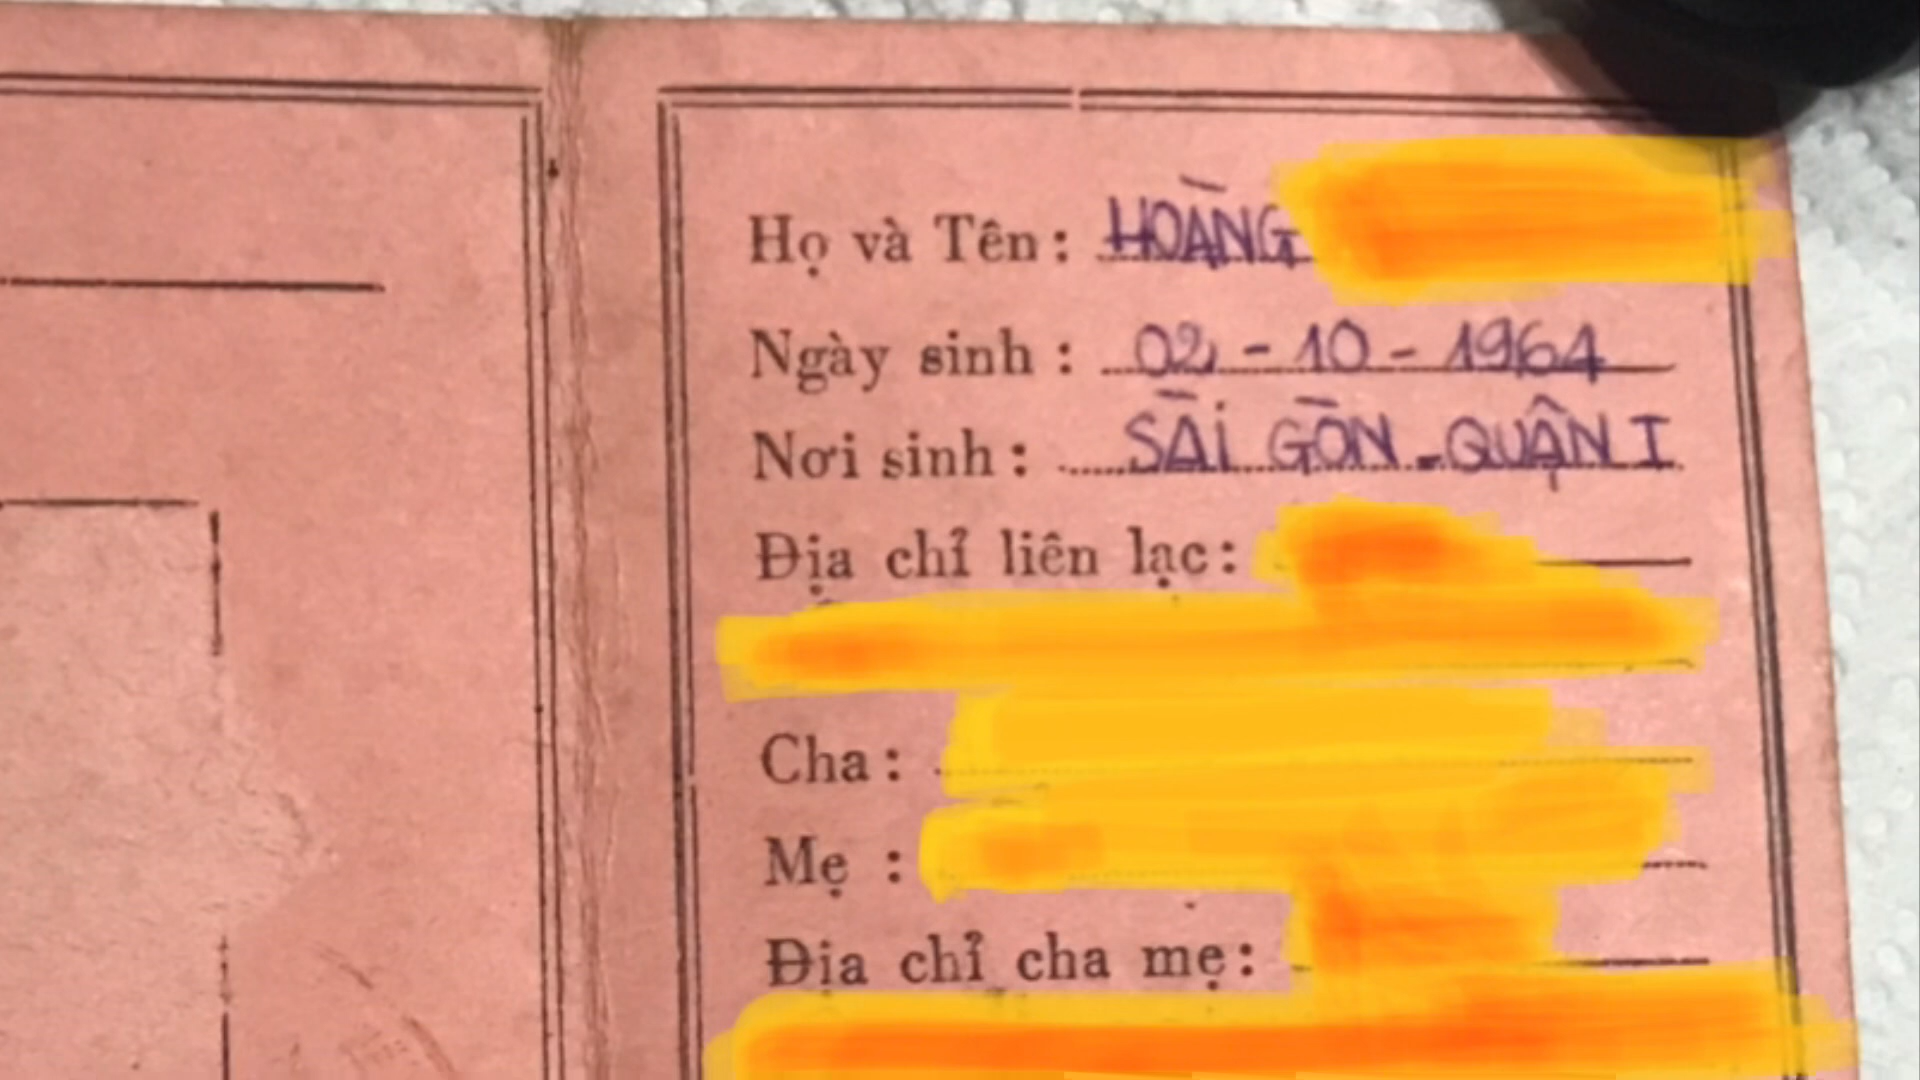 Họ và Tên: HOÀNG
Ngày sinh: 02-10-1964
Nơi sinh: SÀI GÒN - QUẬN I
Địa chỉ liên lạc:
Cha:
Mẹ :
Địa chỉ cha mẹ: